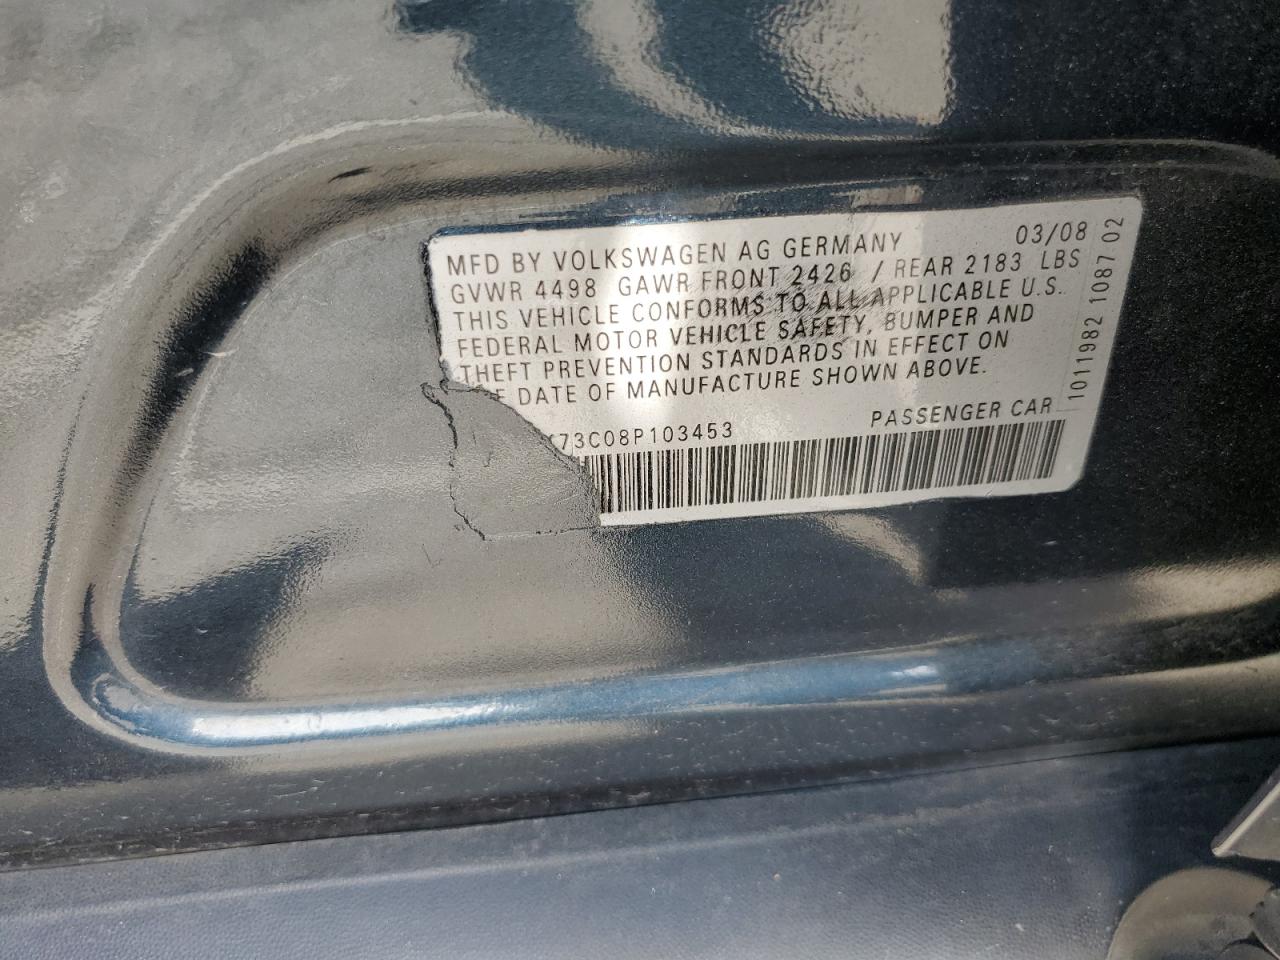 MFD BY VOLKSWAGEN AG GERMANY 03/08
GVWR 4498 GAWR FRONT 2426 / REAR 2183 LBS
THIS VEHICLE CONFORMS TO ALL APPLICABLE U.S.
FEDERAL MOTOR VEHICLE SAFETY, BUMPER AND
THEFT PREVENTION STANDARDS IN EFFECT ON
DATE OF MANUFACTURE SHOWN ABOVE.
73C08P103453 PASSENGER CAR
1011982 1087 02